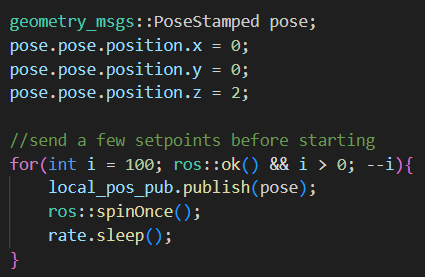 geometry_msgs::PoseStamped pose;
pose.pose.position.x = 0;
pose.pose.position.y = 0;
pose.pose.position.z = 2;

//send a few setpoints before starting
for(int i = 100; ros::ok() && i > 0; --i){
    local_pos_pub.publish(pose);
    ros::spinOnce();
    rate.sleep();
}